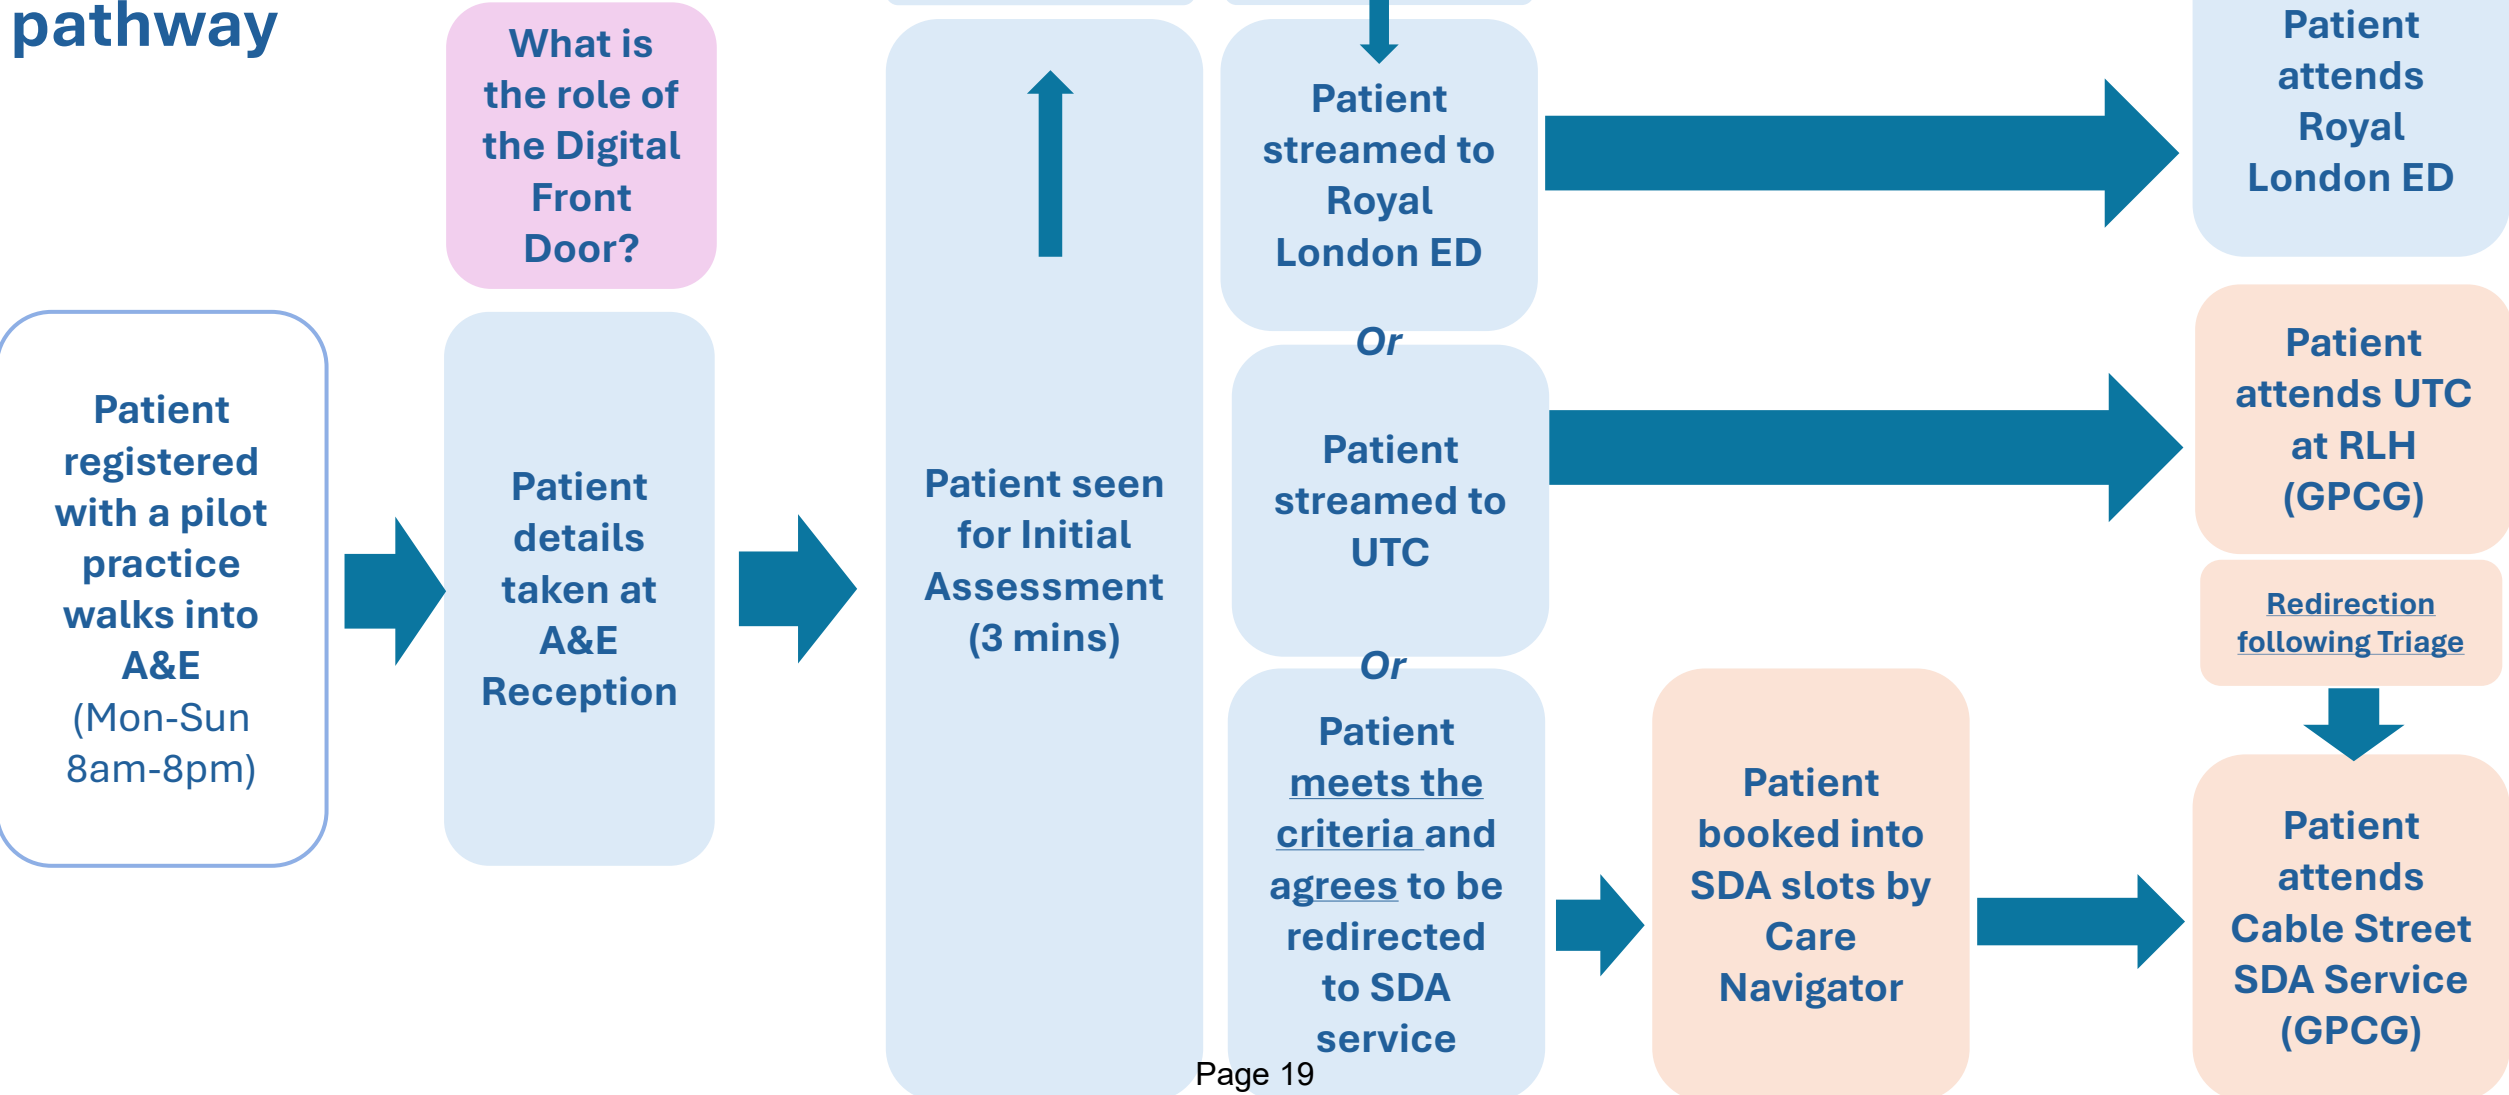 pathway
What is
the role of
the Digital
Front
Door?
Patient
registered
with a pilot
practice
walks into
A&E
(Mon-Sun
8am-8pm)
Patient
details
taken at
A&E
Reception
Patient seen
for Initial
Assessment
(3 mins)
Patient
streamed to
Royal
London ED
Or
Patient
streamed to
UTC
Or
Patient
meets the
criteria and
agrees to be
redirected
to SDA
service
Patient
booked into
SDA slots by
Care
Navigator
Patient
attends
Royal
London ED
Patient
attends UTC
at RLH
(GPCG)
Redirection
following Triage
Patient
attends
Cable Street
SDA Service
(GPCG)
Page 19